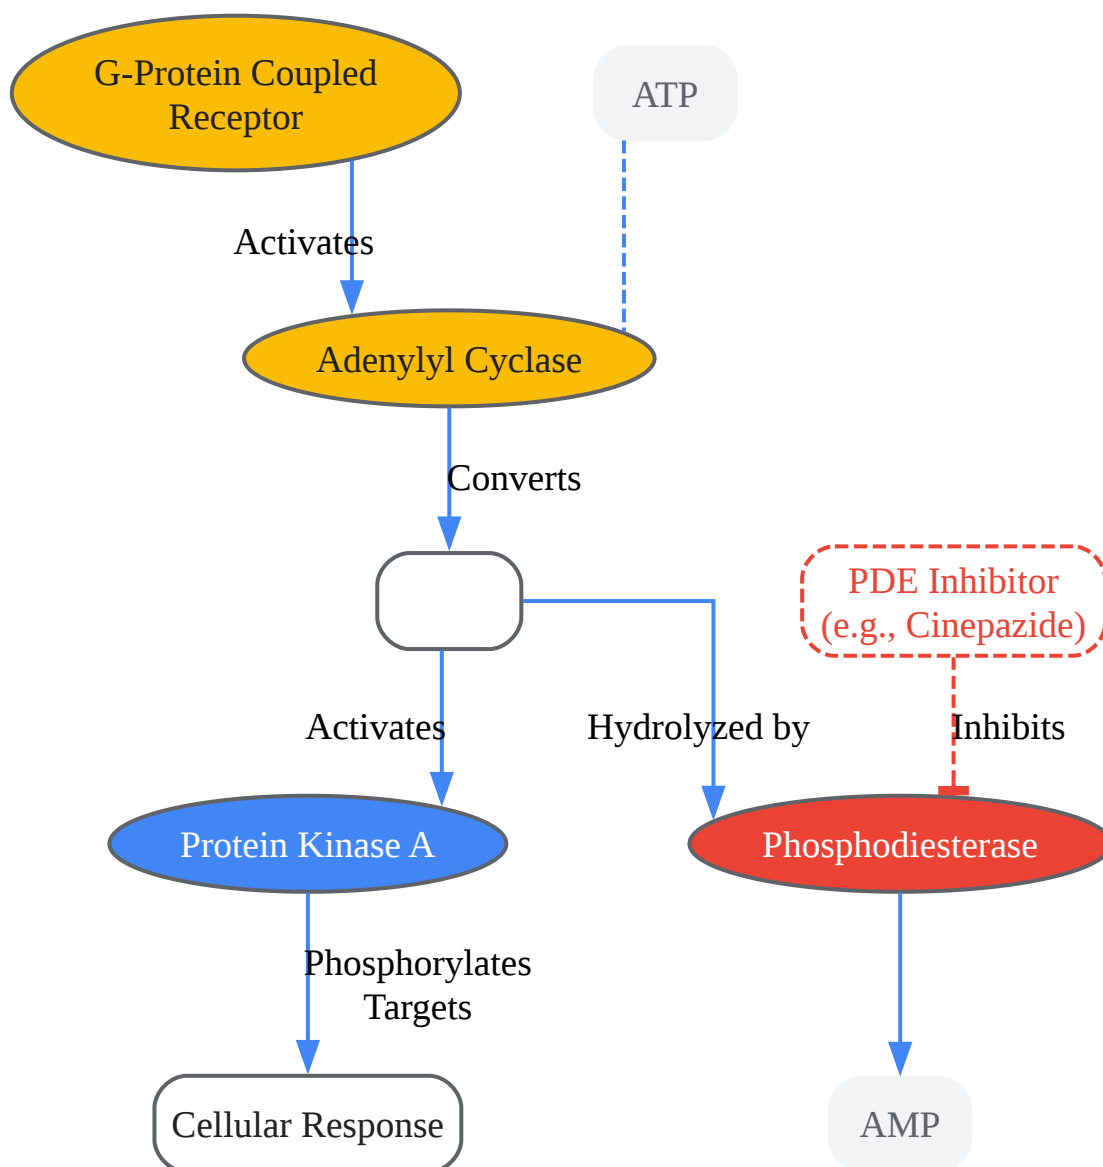 G-Protein Coupled
Receptor
ATP
Activates
Adenylyl Cyclase
Converts
PDE Inhibitor
(e.g., Cinepazide)
Activates
Hydrolyzed by
Inhibits
Protein Kinase A
Phosphodiesterase
Phosphorylates
Targets
Cellular Response
AMP